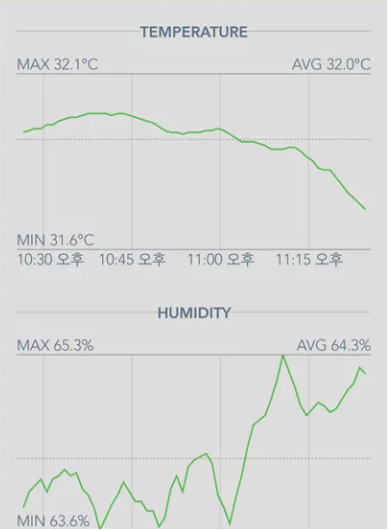 TEMPERATURE
MAX 32.1°C AVG 32.0°C
MIN 31.6°C
10:30 오후 10:45 오후 11:00 오후 11:15 오후
HUMIDITY
MAX 65.3% AVG 64.3%
MIN 63.6%